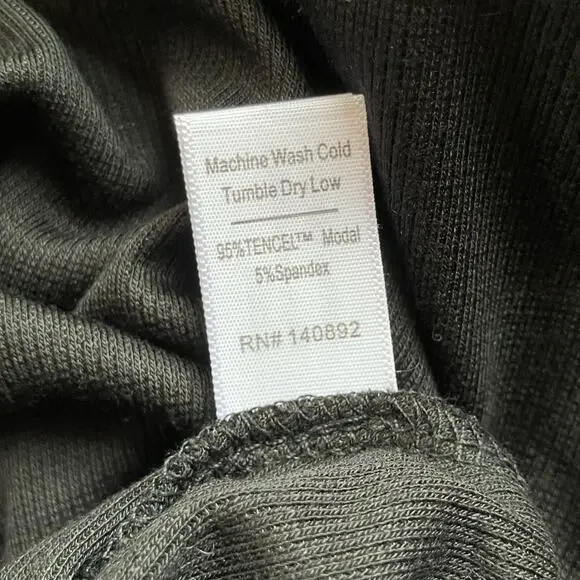 Machine Wash Cold
Tumble Dry Low
95%TENCEL™ Modal
5%Spandex
RN# 140892